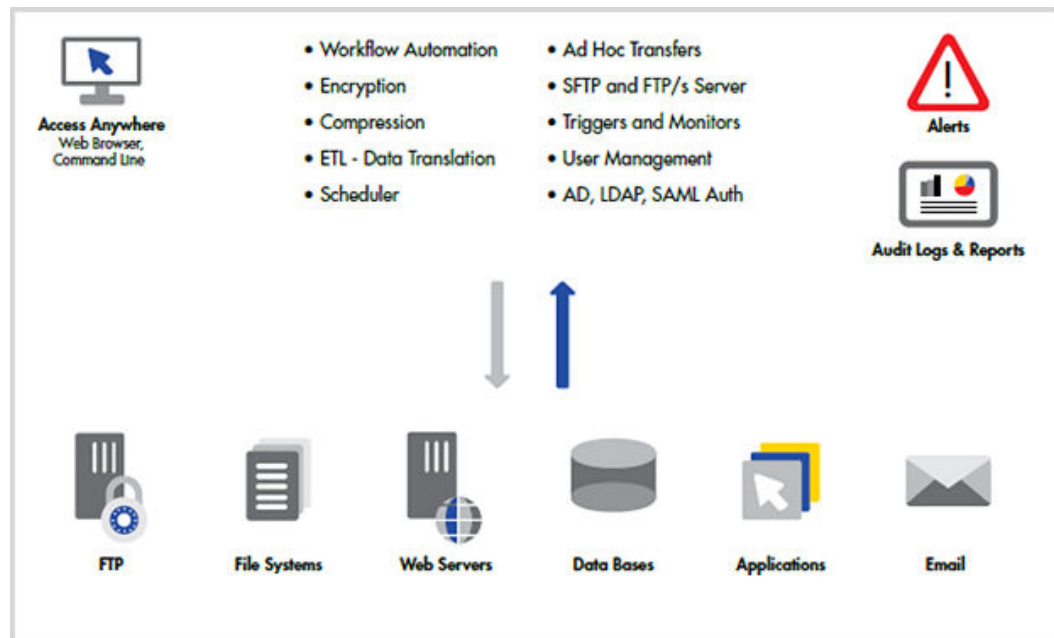 Access Anywhere
Web Browser,
Command Line
• Workflow Automation
• Encryption
• Compression
• ETL - Data Translation
• Scheduler
• Ad Hoc Transfers
• SFTP and FTP/s Server
• Triggers and Monitors
• User Management
• AD, LDAP, SAML Auth
Alerts
Audit Logs & Reports
FTP
File Systems
Web Servers
Data Bases
Applications
Email